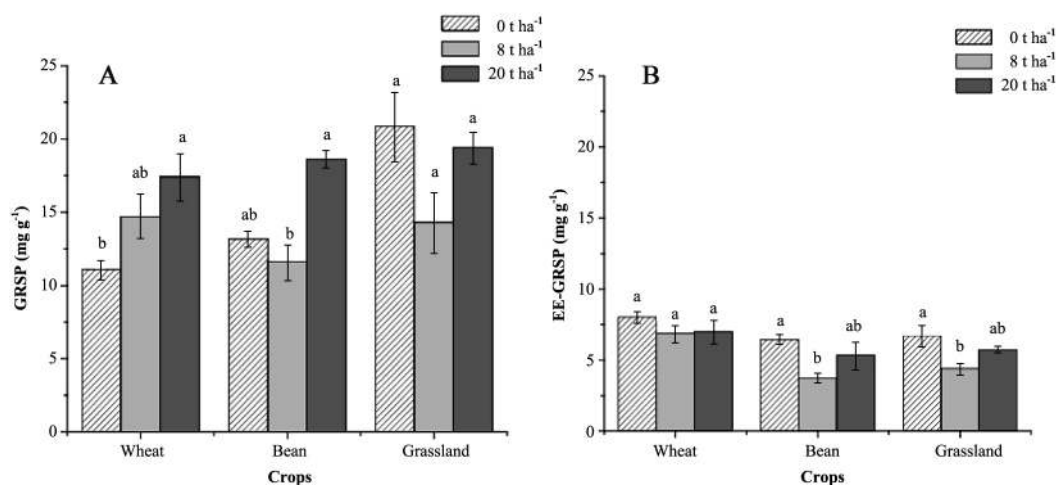 A
0 t ha⁻¹
8 t ha⁻¹
20 t ha⁻¹
GRSP (mg g⁻¹)
25
20
15
10
5
0
b
ab
a
ab
b
a
a
a
a
Wheat Bean Grassland
Crops
B
0 t ha⁻¹
8 t ha⁻¹
20 t ha⁻¹
EE-GRSP (mg g⁻¹)
25
20
15
10
5
0
a
a
a
a
b
ab
a
b
ab
Wheat Bean Grassland
Crops